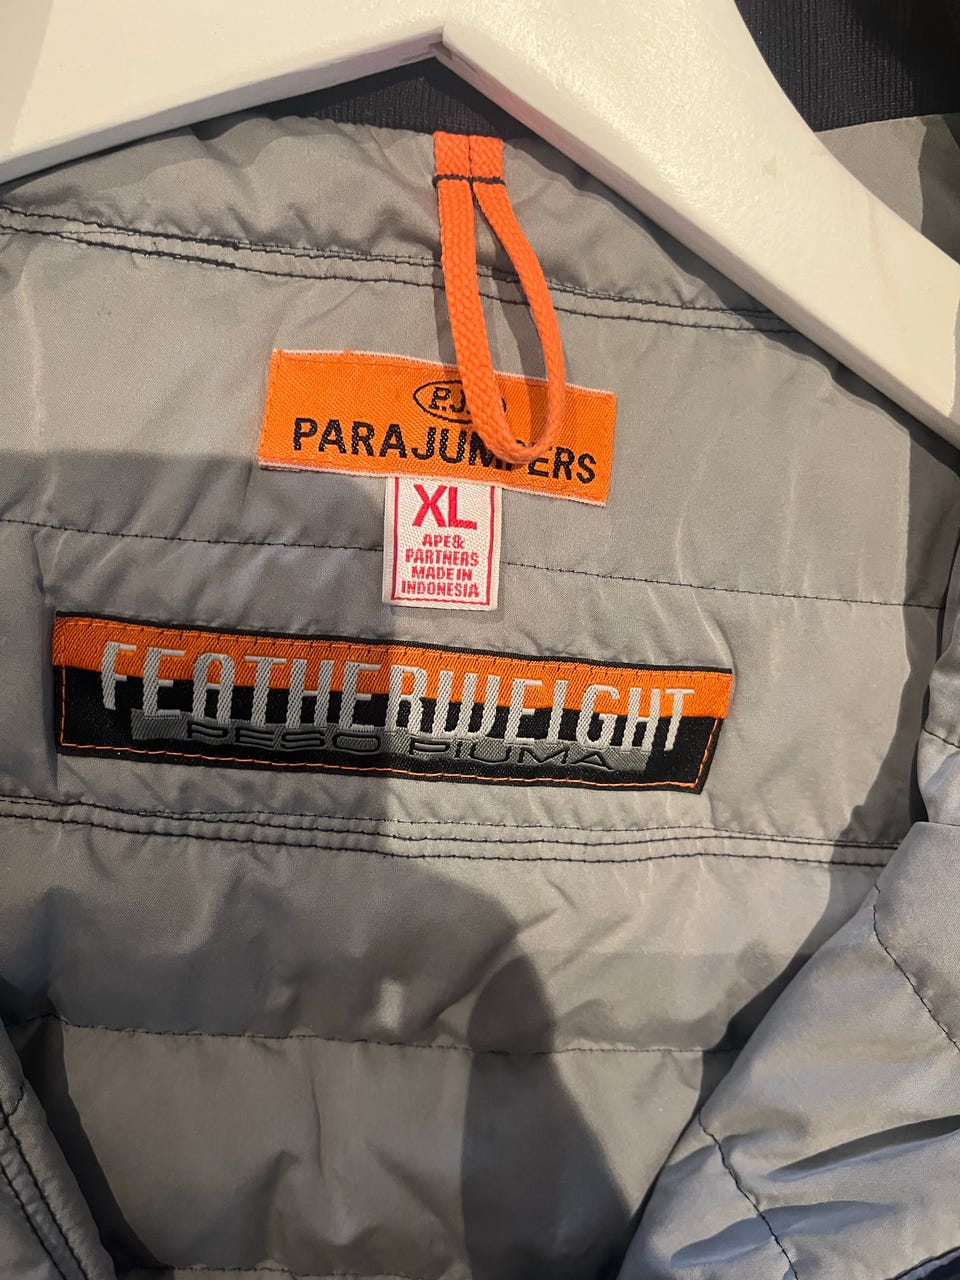 P.J.S
PARAJUMPERS
XL
APE&
PARTNERS
MADE IN
INDONESIA
FEATHERWEIGHT
PESO PIUMA